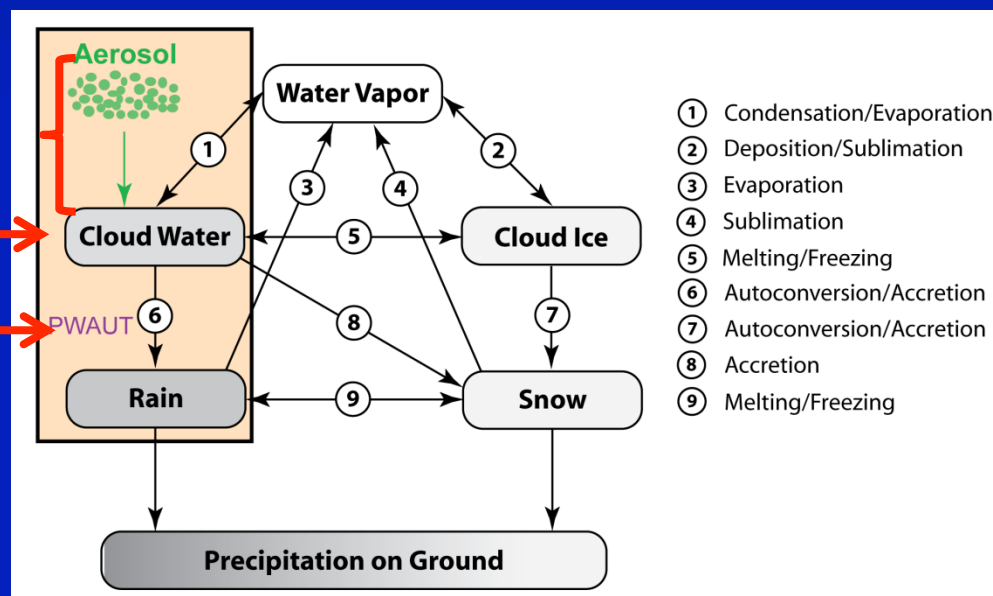 Aerosol
Water Vapor
1
2
3
4
Cloud Water
5
Cloud Ice
PWAUT
6
8
7
Rain
9
Snow
Precipitation on Ground
1 Condensation/Evaporation
2 Deposition/Sublimation
3 Evaporation
4 Sublimation
5 Melting/Freezing
6 Autoconversion/Accretion
7 Autoconversion/Accretion
8 Accretion
9 Melting/Freezing